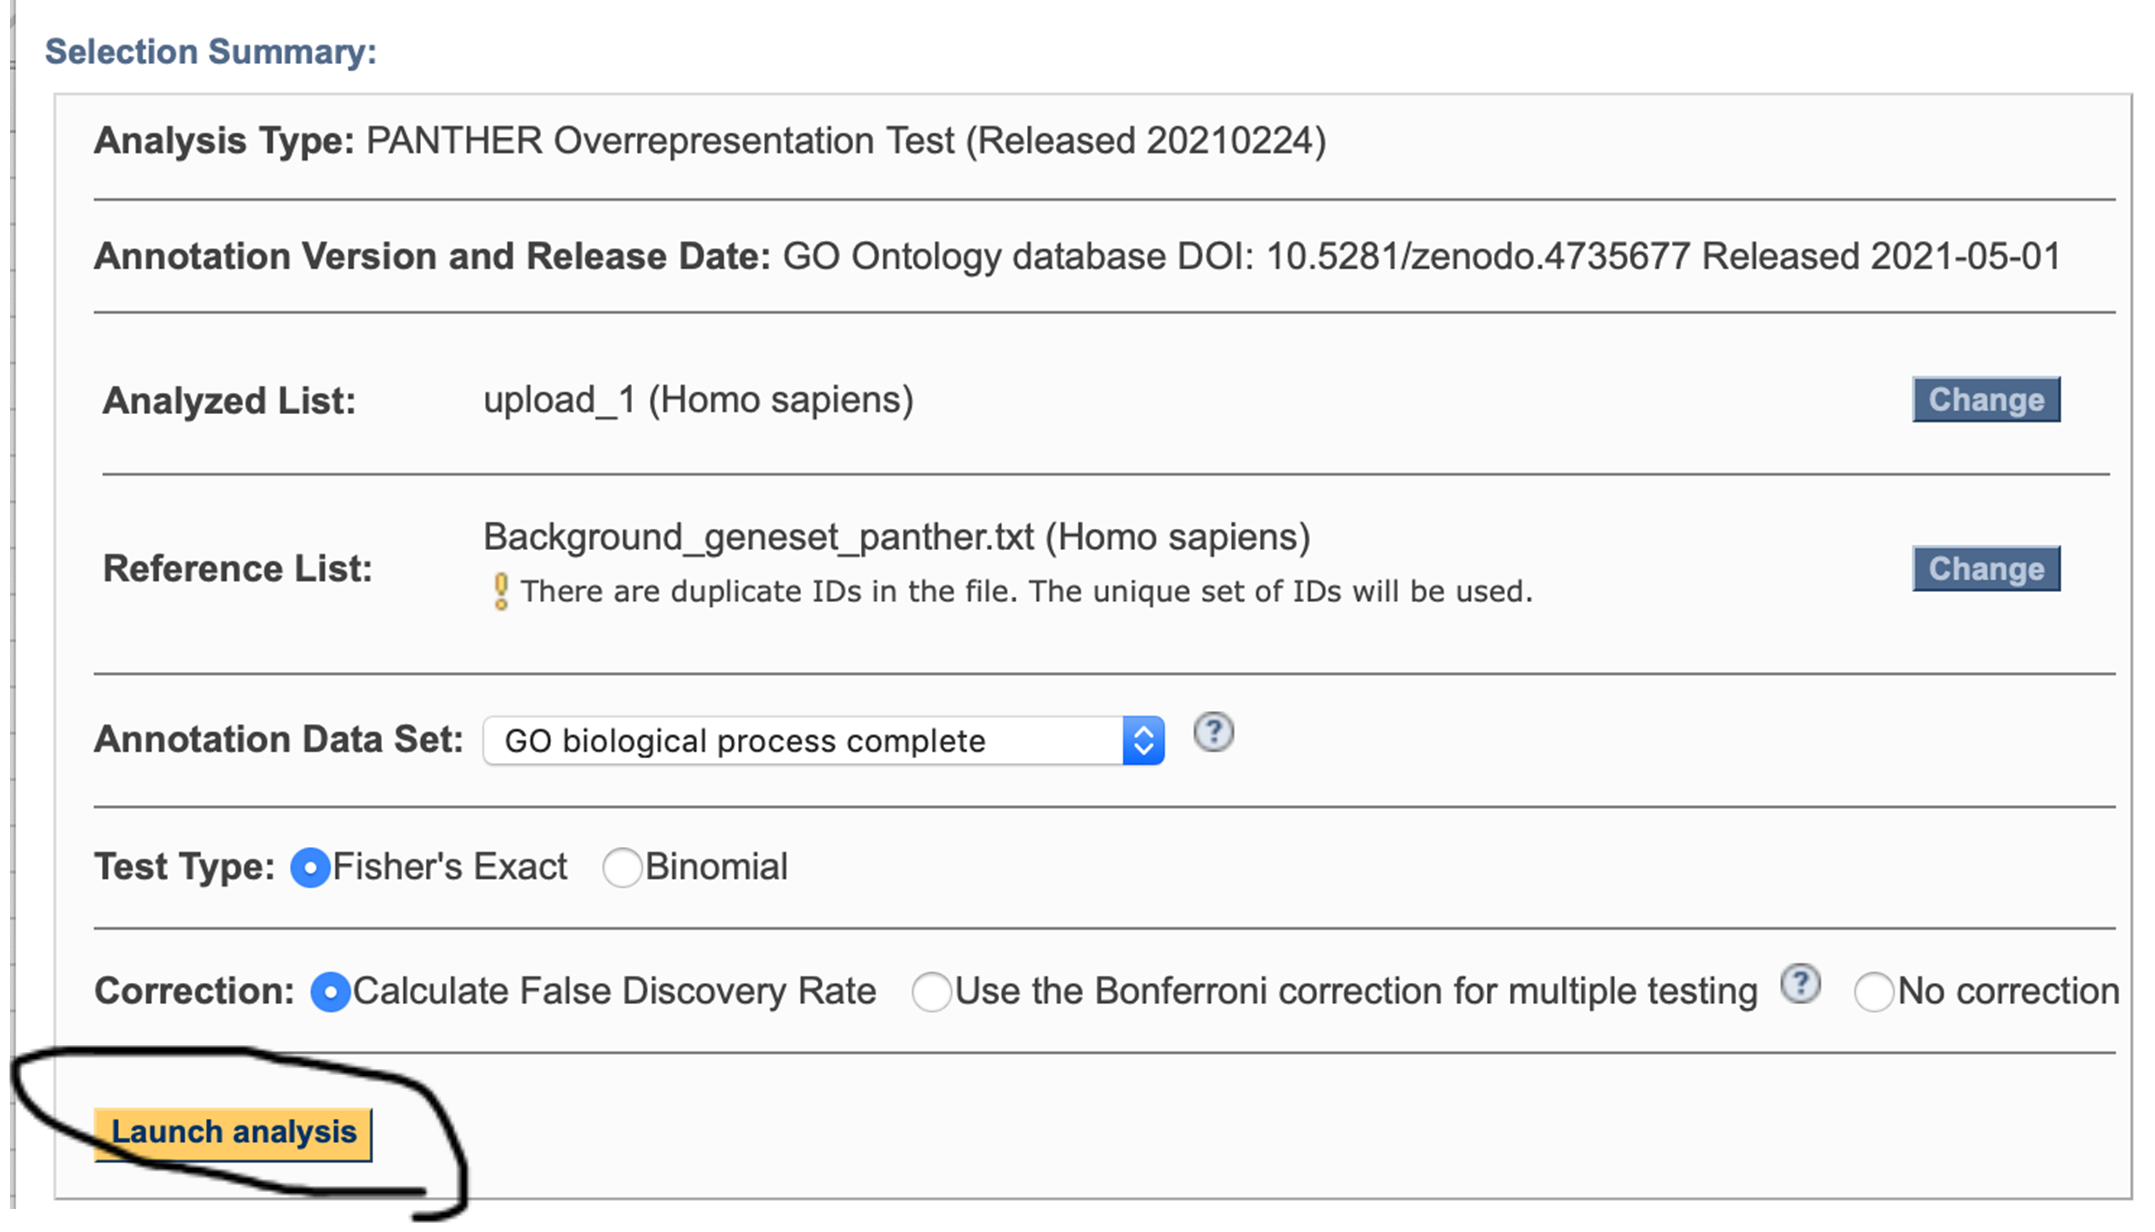 Selection Summary:
Analysis Type: PANTHER Overrepresentation Test (Released 20210224)
Annotation Version and Release Date: GO Ontology database DOI: 10.5281/zenodo.4735677 Released 2021-05-01
Analyzed List: upload_1 (Homo sapiens) Change
Background_geneset_panther.txt (Homo sapiens)
Reference List: Change
There are duplicate IDs in the file. The unique set of IDs will be used.
Annotation Data Set: GO biological process complete ?
Test Type: Fisher's Exact Binomial
Correction: Calculate False Discovery Rate Use the Bonferroni correction for multiple testing ? No correction
Launch analysis